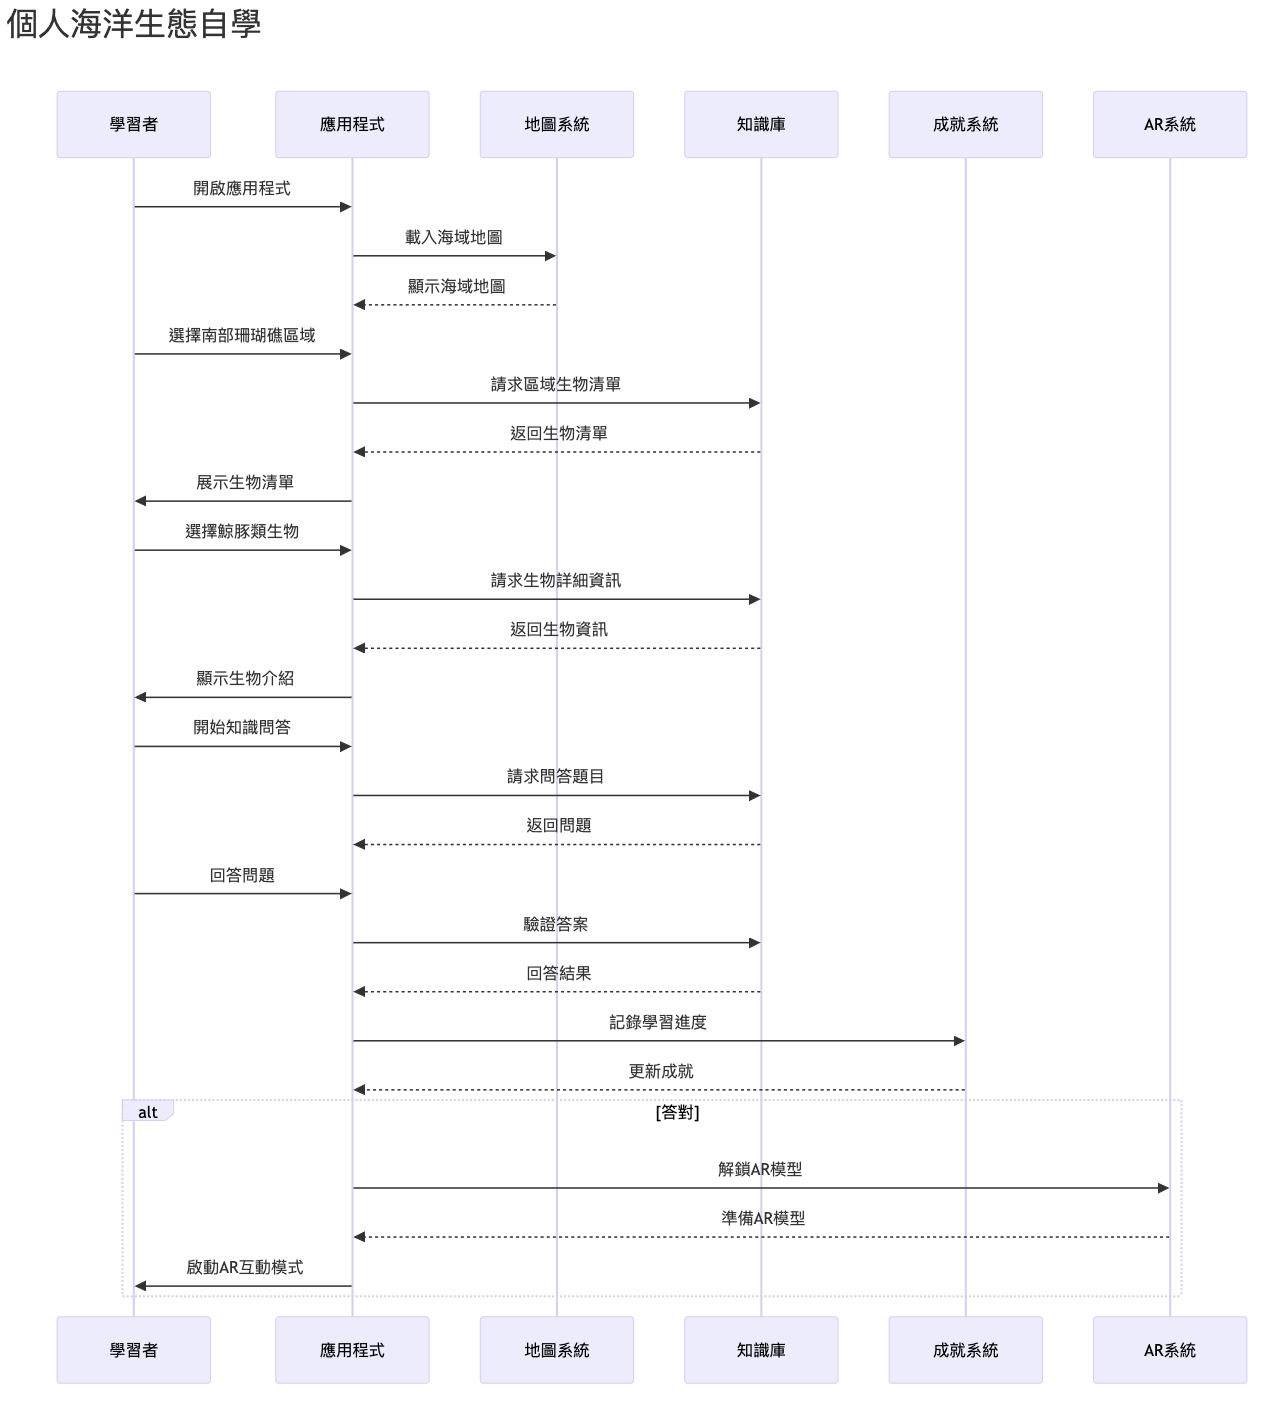 個人海洋生態自學
學習者
應用程式
地圖系統
知識庫
成就系統
AR系統
開啟應用程式
載入海域地圖
顯示海域地圖
選擇南部珊瑚礁區域
請求區域生物清單
返回生物清單
展示生物清單
選擇鯨豚類生物
請求生物詳細資訊
返回生物資訊
顯示生物介紹
開始知識問答
請求問答題目
返回問題
回答問題
驗證答案
回答結果
記錄學習進度
更新成就
alt
[答對]
解鎖AR模型
準備AR模型
啟動AR互動模式
學習者
應用程式
地圖系統
知識庫
成就系統
AR系統